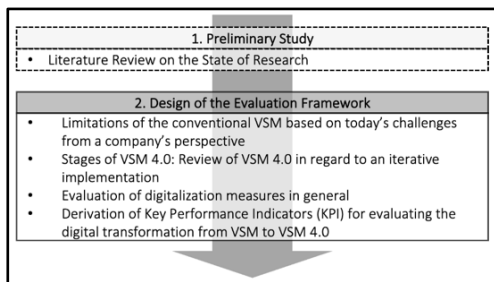 1. Preliminary Study
• Literature Review on the State of Research
2. Design of the Evaluation Framework
• Limitations of the conventional VSM based on today's challenges
from a company's perspective
• Stages of VSM 4.0: Review of VSM 4.0 in regard to an iterative
implementation
• Evaluation of digitalization measures in general
• Derivation of Key Performance Indicators (KPI) for evaluating the
digital transformation from VSM to VSM 4.0